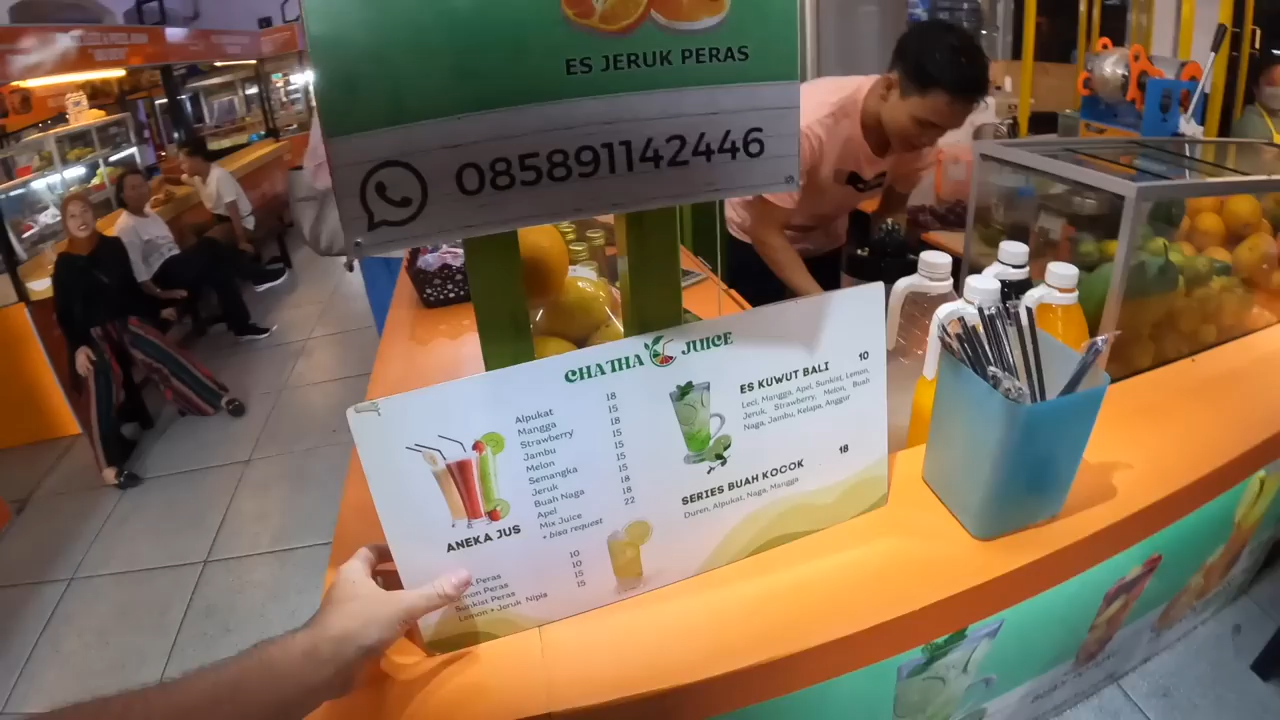 ES JERUK PERAS
085891142446
CHATHA JUICE
Alpukat 18
Mangga 15
Strawberry 18
Jambu 15
Melon 15
Semangka 15
Jeruk 15
Buah Naga 18
Apel 18
Mix Juice 22
+ bisa request
ANEKA JUS
Peras 10
Peras 10
Sunkist Peras 15
Lemon + Jeruk Nipis 15
ES KUWUT BALI 10
Leci, Mangga, Apel, Sunkist, Lemon,
Jeruk, Strawberry, Melon, Buah
Naga, Jambu, Kelapa, Anggur
SERIES BUAH KOCOK 18
Duren, Alpukat, Naga, Mangga